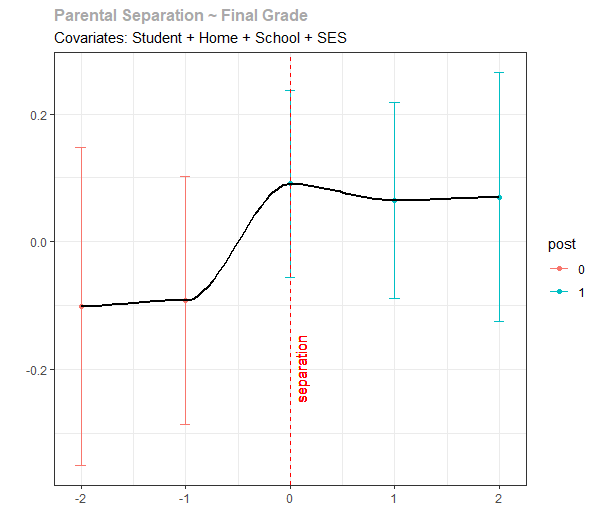 Parental Separation ~ Final Grade
Covariates: Student + Home + School + SES
0.2
0.0
-0.2
separation
-2 -1 0 1 2
post
0
1